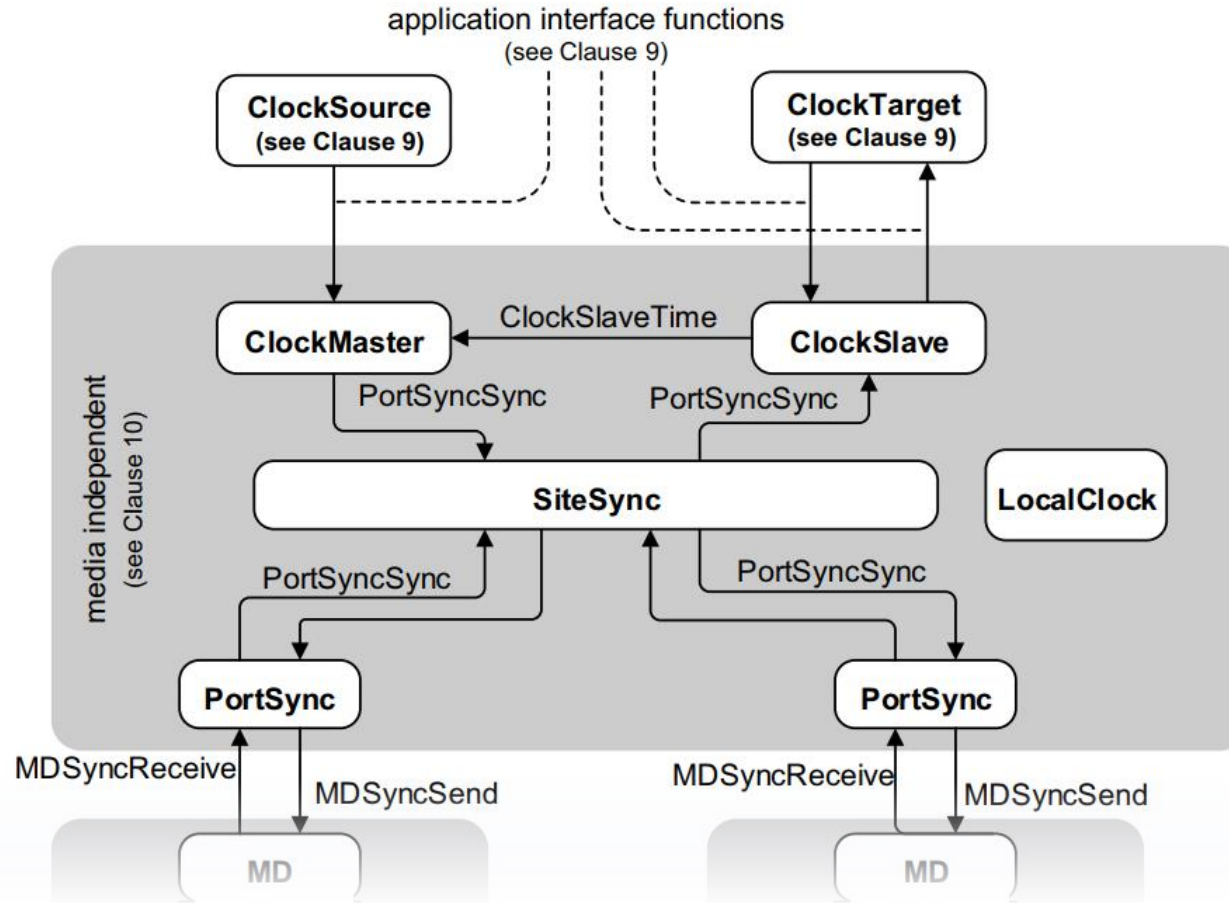 application interface functions
(see Clause 9)
ClockSource
(see Clause 9)
ClockTarget
(see Clause 9)
ClockMaster
ClockSlaveTime
ClockSlave
PortSyncSync
PortSyncSync
media independent
(see Clause 10)
SiteSync
LocalClock
PortSyncSync
PortSyncSync
PortSync
PortSync
MDSyncReceive
MDSyncSend
MDSyncReceive
MDSyncSend
MD
MD